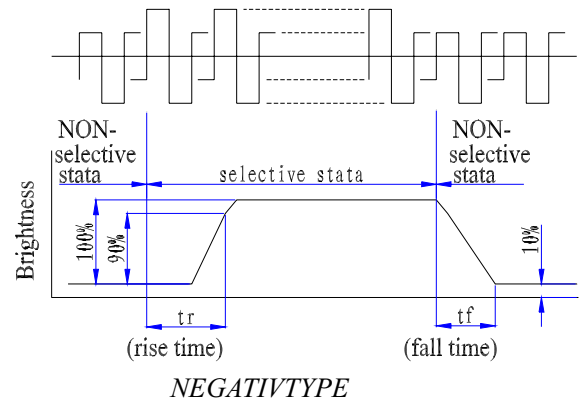 NON-
selective
stata
NON-
selective
stata
selective stata
Brightness
100%
90%
10%
tr
tf
(rise time)
(fall time)
NEGATIVTYPE